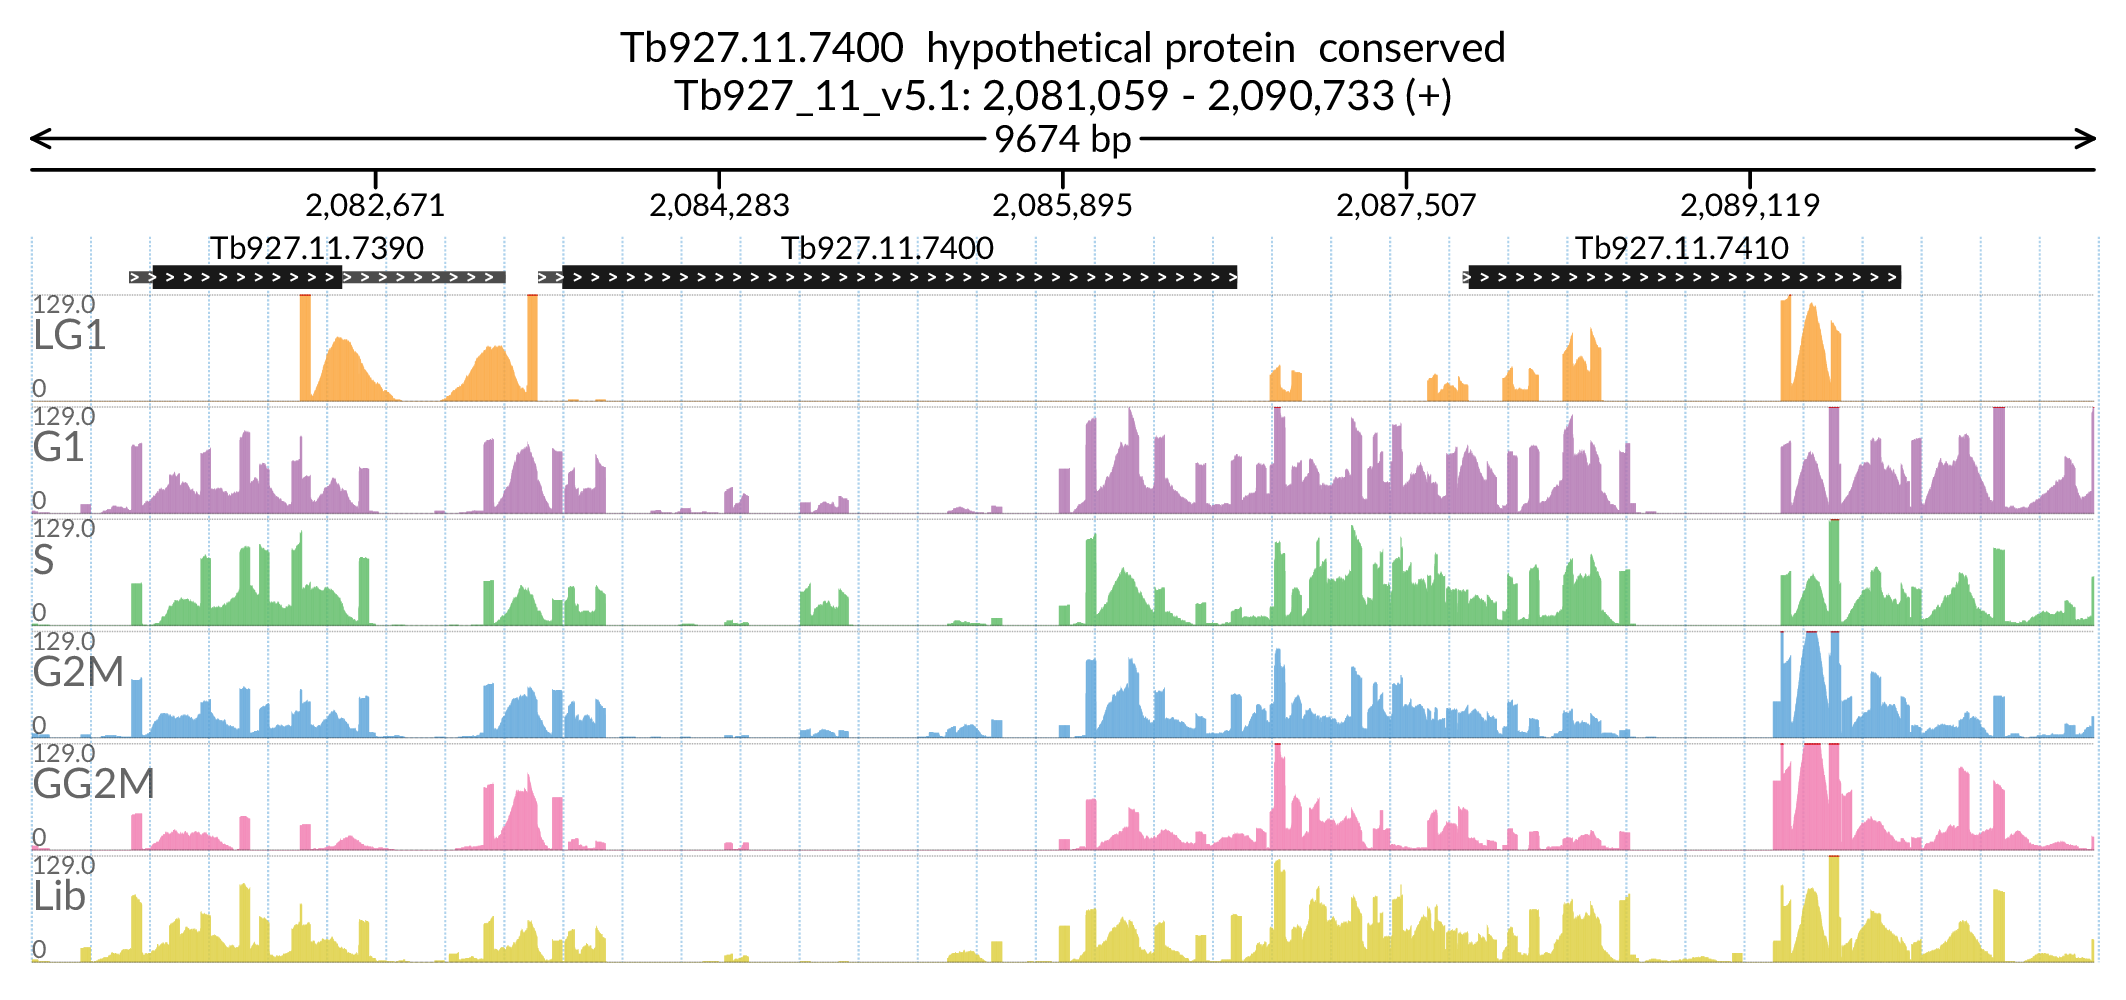 Tb927.11.7400  hypothetical protein  conserved
Tb927_11_v5.1: 2,081,059 - 2,090,733 (+)
9674 bp
2,082,671 2,084,283 2,085,895 2,087,507 2,089,119
Tb927.11.7390 Tb927.11.7400 Tb927.11.7410
129.0
LG1
0
129.0
G1
0
129.0
S
0
129.0
G2M
0
129.0
GG2M
0
129.0
Lib
0